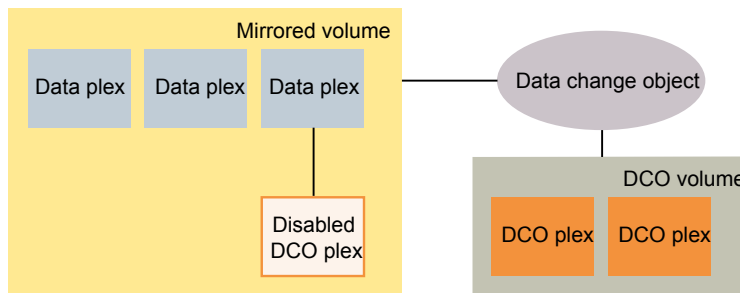 Mirrored volume
Data plex Data plex Data plex
Data change object
Disabled
DCO plex
DCO volume
DCO plex DCO plex